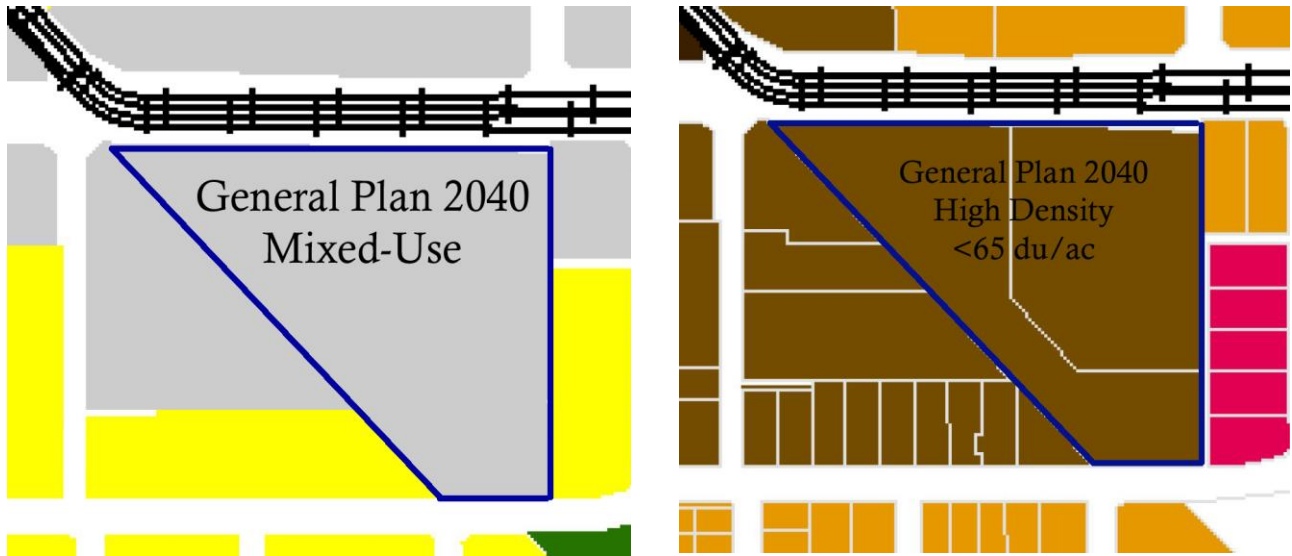 General Plan 2040
Mixed-Use
General Plan 2040
High Density
<65 du/ac